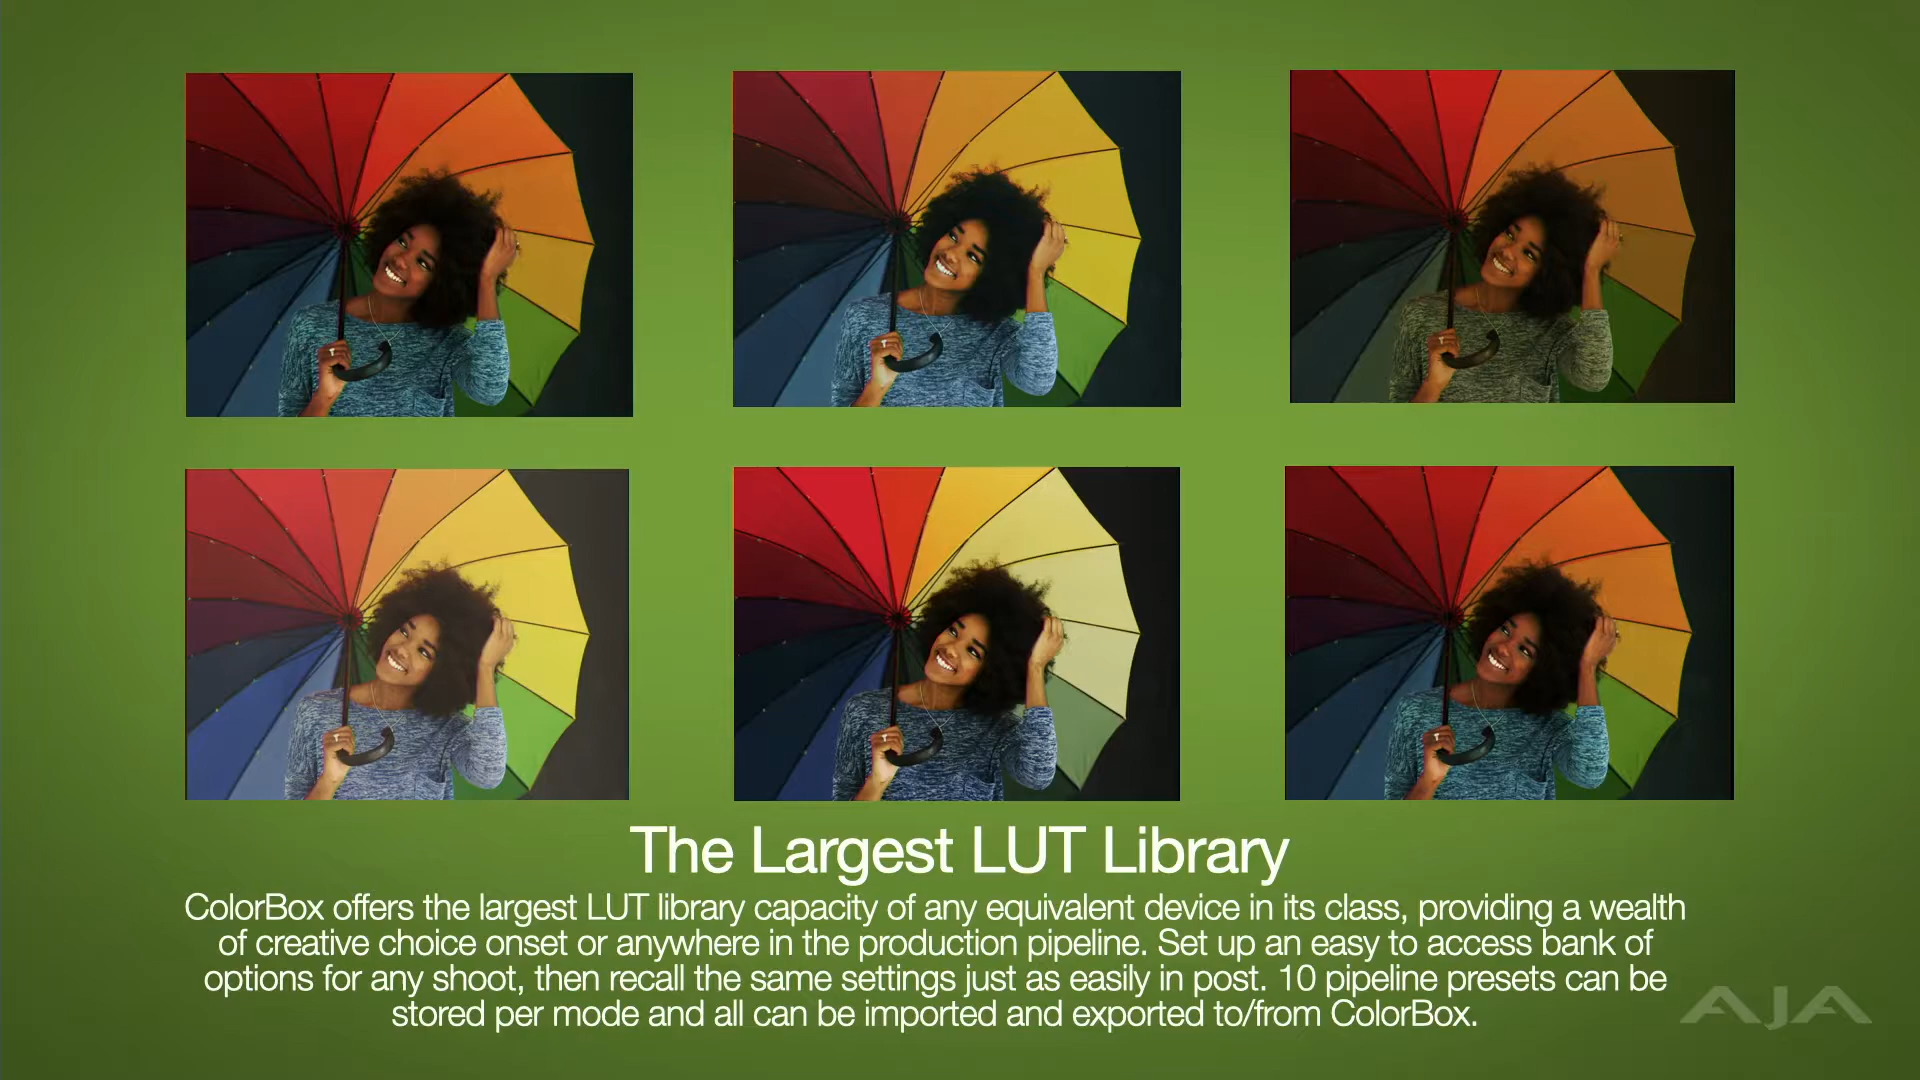 The Largest LUT Library
ColorBox offers the largest LUT library capacity of any equivalent device in its class, providing a wealth
of creative choice onset or anywhere in the production pipeline. Set up an easy to access bank of
options for any shoot, then recall the same settings just as easily in post. 10 pipeline presets can be
stored per mode and all can be imported and exported to/from ColorBox.
AJA